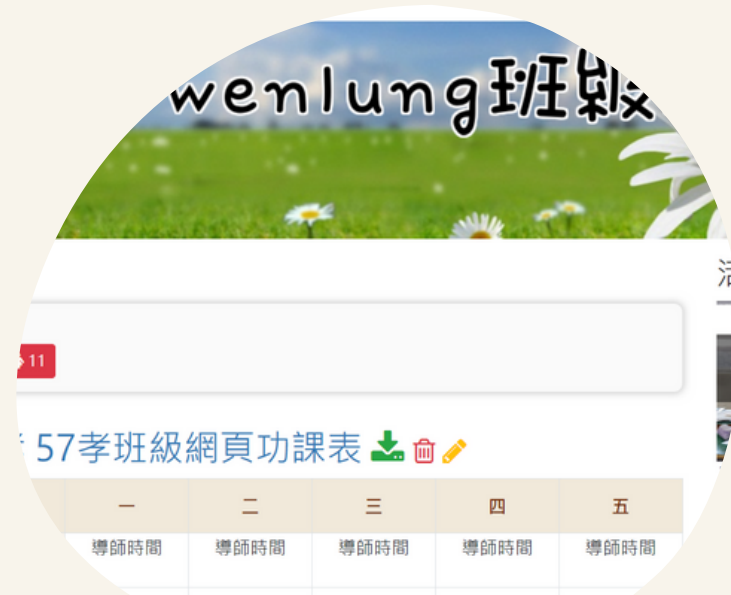 wenlung班級
活
11
57孝班級網頁功課表
一 二 三 四 五
導師時間 導師時間 導師時間 導師時間 導師時間